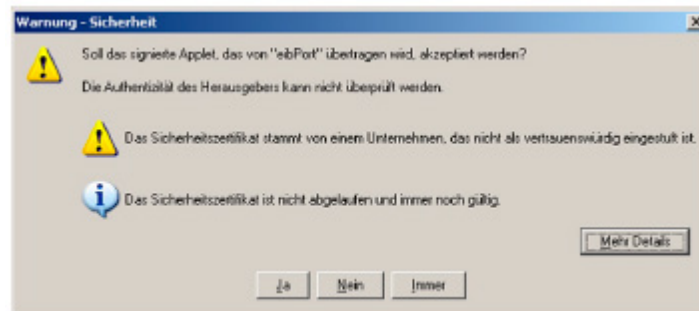 Warnung - Sicherheit
Soll das signierte Applet, das von "eibPort" übertragen wird, akzeptiert werden?
Die Authentizität des Herausgebers kann nicht überprüft werden.
Das Sicherheitszertifikat stammt von einem Unternehmen, das nicht als vertrauenswürdig eingestuft ist.
Das Sicherheitszertifikat ist nicht abgelaufen und immer noch gültig.
Mehr Details
Ja Nein Immer